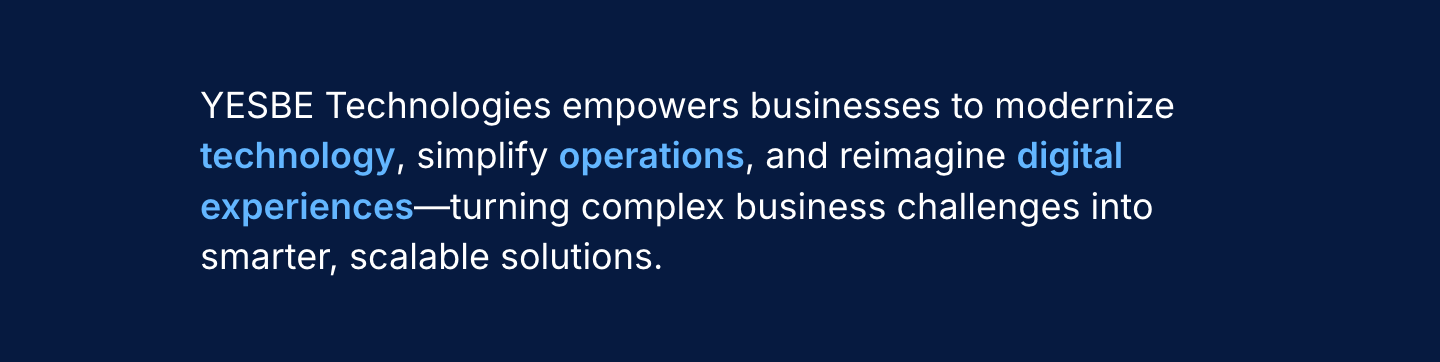 YESBE Technologies empowers businesses to modernize
technology, simplify operations, and reimagine digital
experiences—turning complex business challenges into
smarter, scalable solutions.